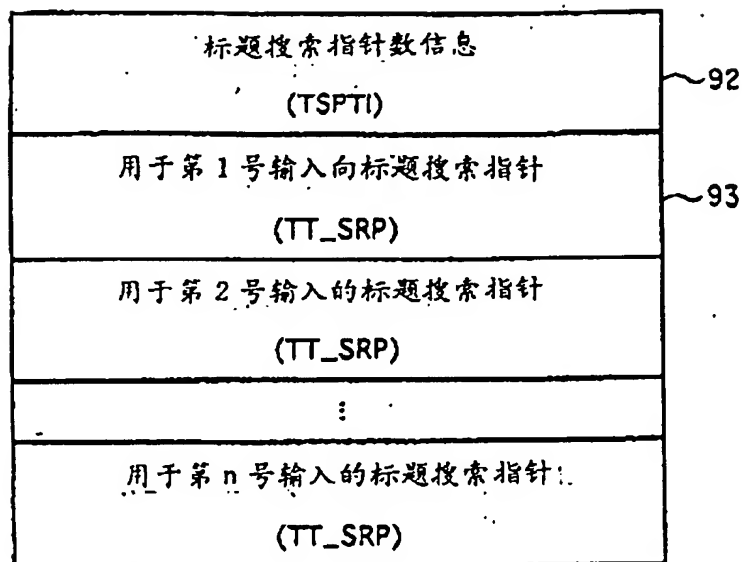 标题搜索指针数信息
(TSPTI)
92
用于第1号输入向标题搜索指针
(TT_SRP)
93
用于第2号输入的标题搜索指针
(TT_SRP)
⋮
用于第n号输入的标题搜索指针
(TT_SRP)